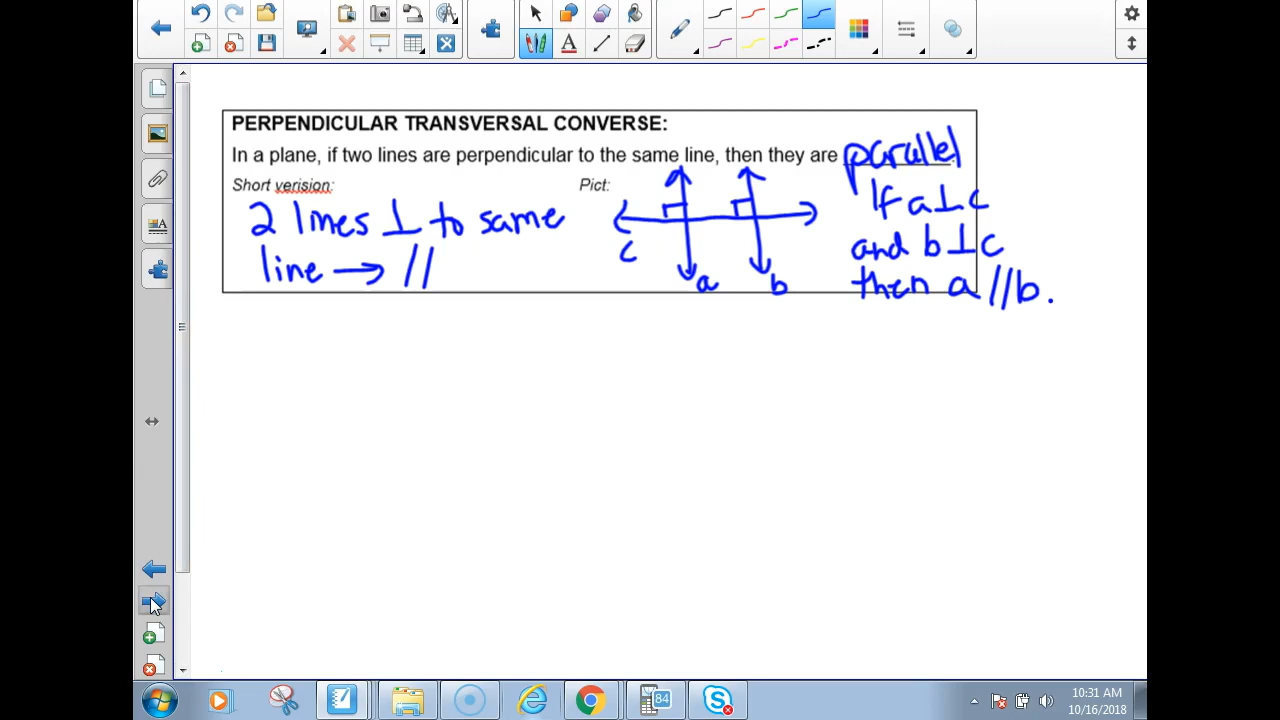 PERPENDICULAR TRANSVERSAL CONVERSE:
In a plane, if two lines are perpendicular to the same line, then they are parallel.
Short verision:
Pict:
2 lines ⊥ to same
line → //
c
a
b
If a⊥c
and b⊥c
then a//b.
84
10:31 AM
10/16/2018